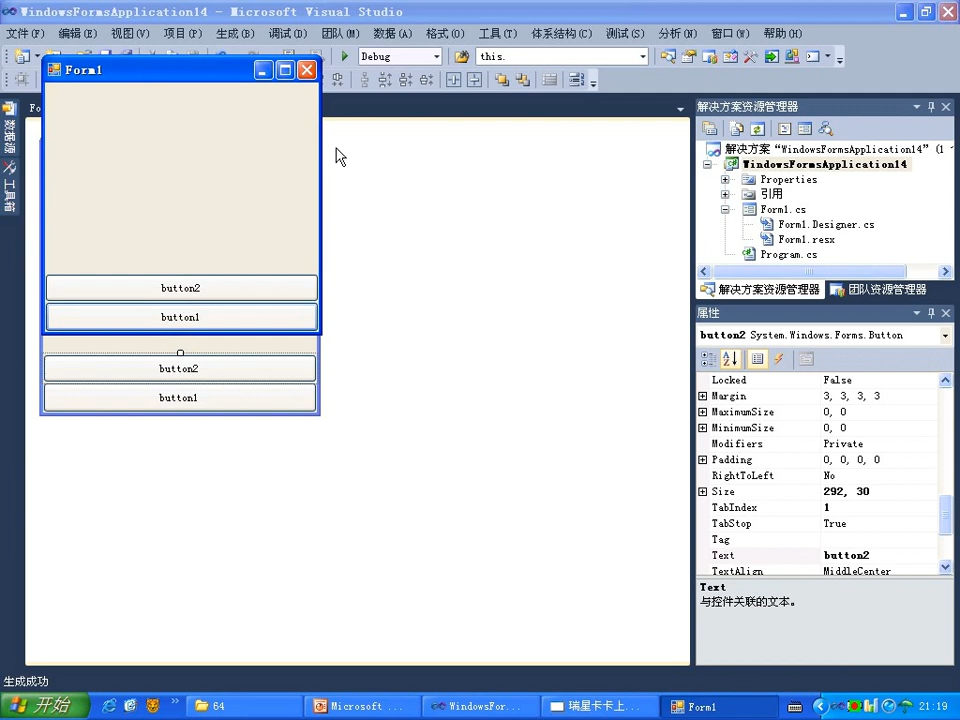 WindowsFormsApplication14 - Microsoft Visual Studio
文件(F) 编辑(E) 视图(V) 项目(P) 生成(B) 调试(D) 团队(M) 数据(A) 格式(O) 工具(T) 体系结构(C) 测试(S) 分析(N) 窗口(W) 帮助(H)
Debug
this.
Form1
Fo
数据源
工具箱
button2
button1
button2
button1
解决方案资源管理器
解决方案“WindowsFormsApplication14”(1
WindowsFormsApplication14
Properties
引用
Form1.cs
Form1.Designer.cs
Form1.resx
Program.cs
解决方案资源管理器 团队资源管理器
属性
button2 System.Windows.Forms.Button
Locked False
Margin 3, 3, 3, 3
MaximumSize 0, 0
MinimumSize 0, 0
Modifiers Private
Padding 0, 0, 0, 0
RightToLeft No
Size 292, 30
TabIndex 1
TabStop True
Tag
Text button2
TextAlign MiddleCenter
Text
与控件关联的文本。
生成成功
开始 64 Microsoft ... WindowsFor... 瑞星卡卡上... Form1 21:19